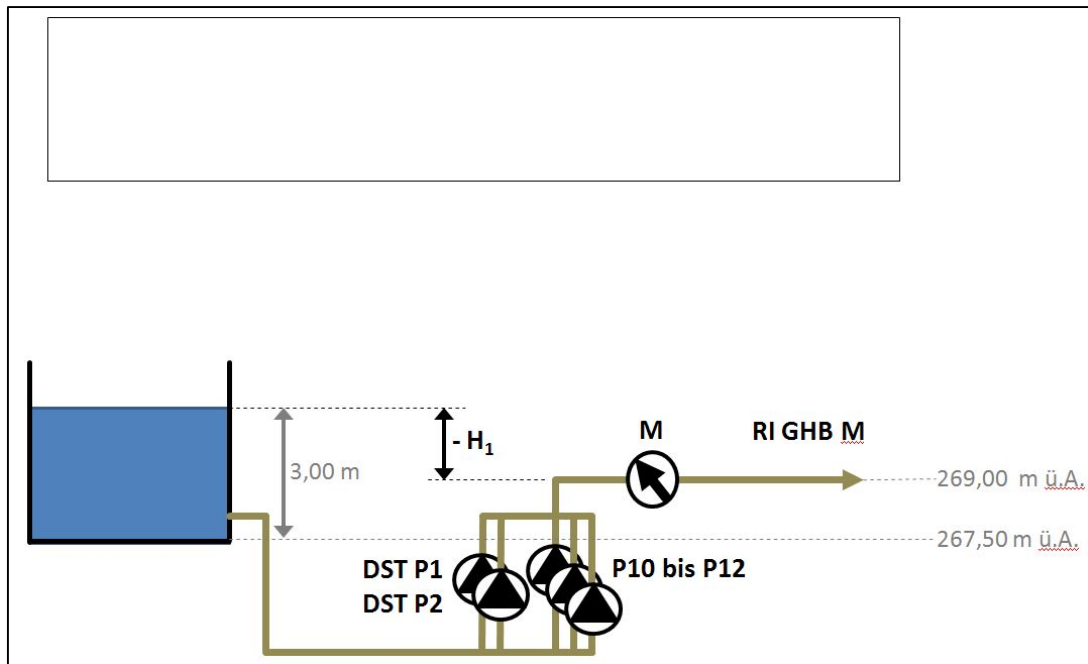 M
RI GHB M
- H₁
3,00 m
269,00 m ü.A.
267,50 m ü.A.
DST P1
DST P2
P10 bis P12